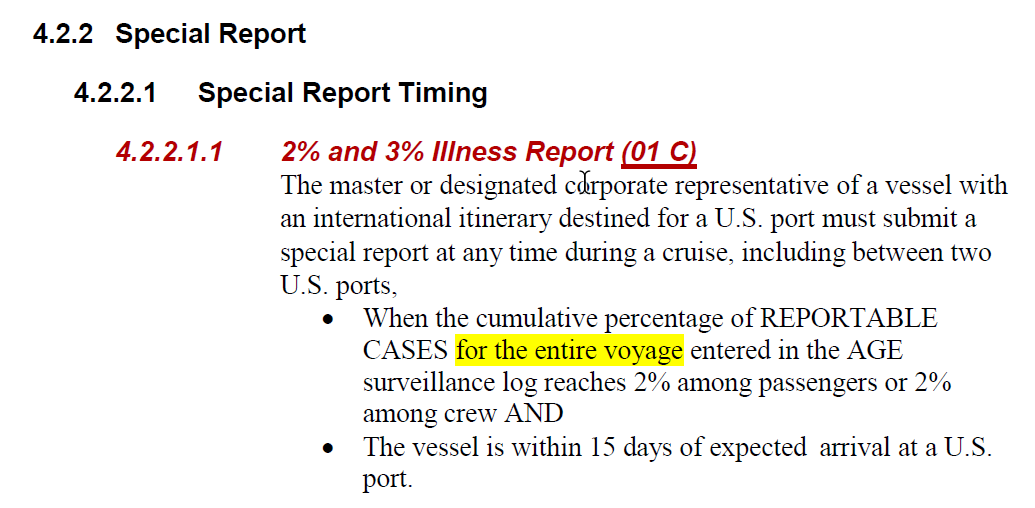 4.2.2 Special Report
4.2.2.1 Special Report Timing
4.2.2.1.1 2% and 3% Illness Report (01 C)
The master or designated corporate representative of a vessel with
an international itinerary destined for a U.S. port must submit a
special report at any time during a cruise, including between two
U.S. ports,
• When the cumulative percentage of REPORTABLE
CASES for the entire voyage entered in the AGE
surveillance log reaches 2% among passengers or 2%
among crew AND
• The vessel is within 15 days of expected arrival at a U.S.
port.